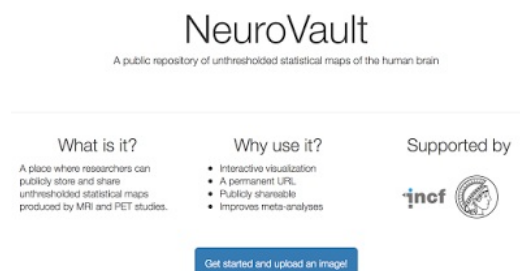 NeuroVault
A public repository of unthresholded statistical maps of the human brain
What is it?
A place where researchers can
publicly store and share
unthresholded statistical maps
produced by MRI and PET studies.
Why use it?
• Interactive visualization
• A permanent URL
• Publicly shareable
• Improves meta-analyses
Supported by
incf
Get started and upload an image!